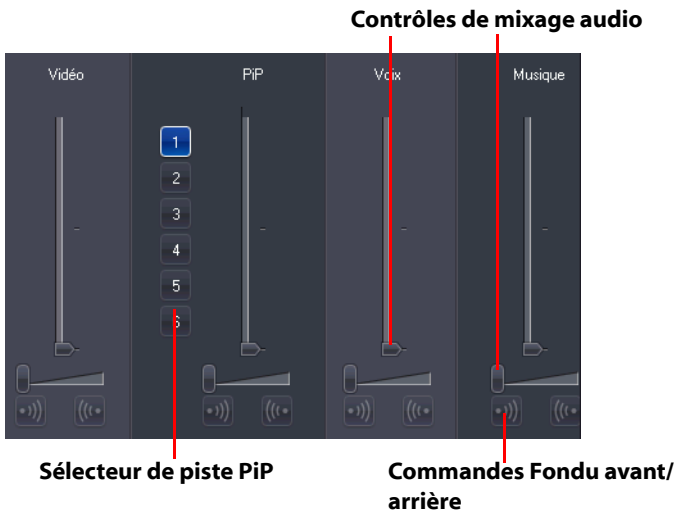 Contrôles de mixage audio
Vidéo PiP Voix Musique
1
2
3
4
5
6
Sélecteur de piste PiP
Commandes Fondu avant/
arrière